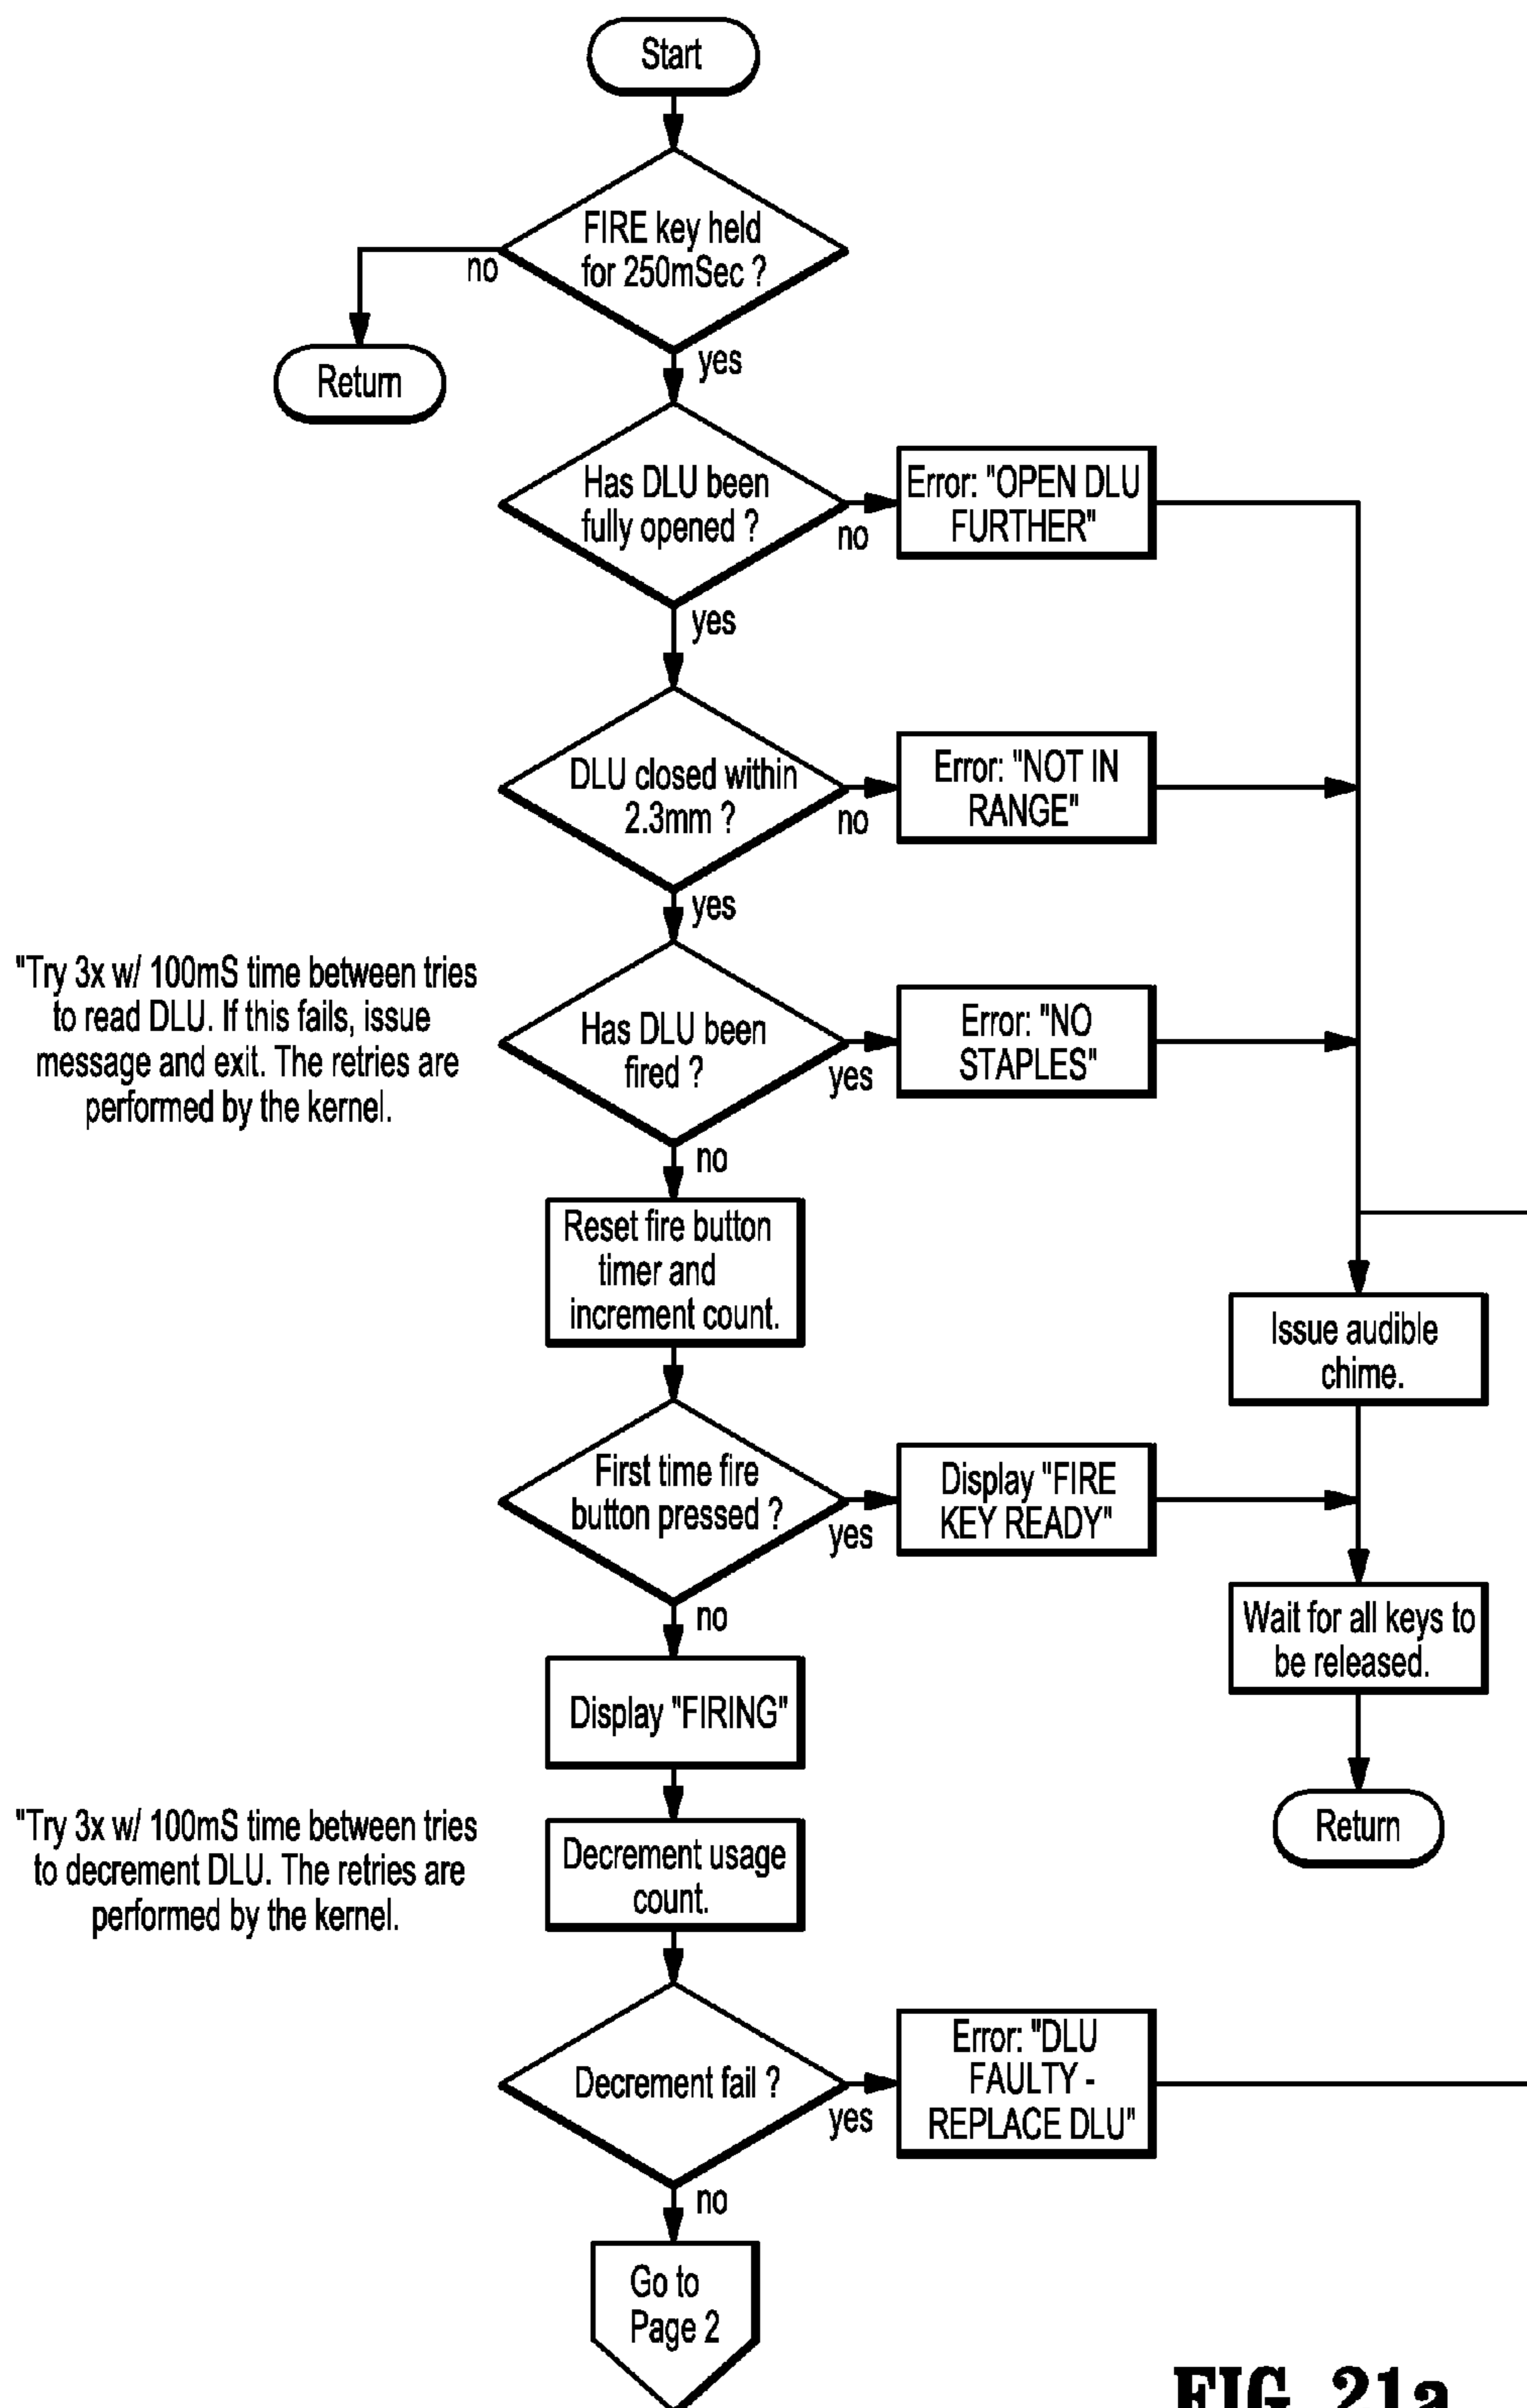 Start
FIRE key held
for 250mSec ?
no
Return
yes
Has DLU been
fully opened ?
no
Error: "OPEN DLU
FURTHER"
yes
DLU closed within
2.3mm ?
no
Error: "NOT IN
RANGE"
yes
"Try 3x w/ 100mS time between tries
to read DLU. If this fails, issue
message and exit. The retries are
performed by the kernel.
Has DLU been
fired ?
yes
Error: "NO
STAPLES"
no
Reset fire button
timer and
increment count.
Issue audible
chime.
First time fire
button pressed ?
yes
Display "FIRE
KEY READY"
no
Wait for all keys to
be released.
Display "FIRING"
Return
"Try 3x w/ 100mS time between tries
to decrement DLU. The retries are
performed by the kernel.
Decrement usage
count.
Decrement fail ?
yes
Error: "DLU
FAULTY -
REPLACE DLU"
no
Go to
Page 2
FIG. 21a